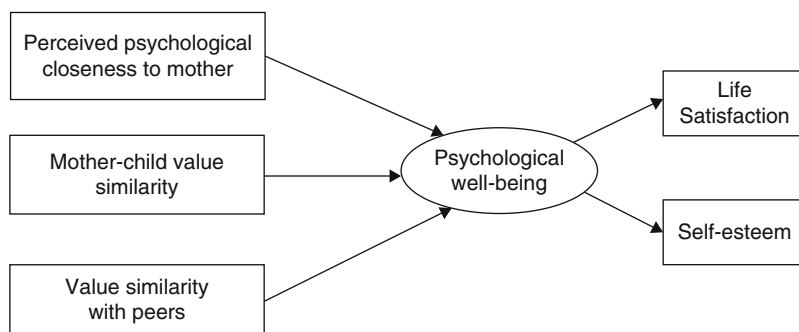 Perceived psychological
closeness to mother
Mother-child value
similarity
Value similarity
with peers
Psychological
well-being
Life
Satisfaction
Self-esteem